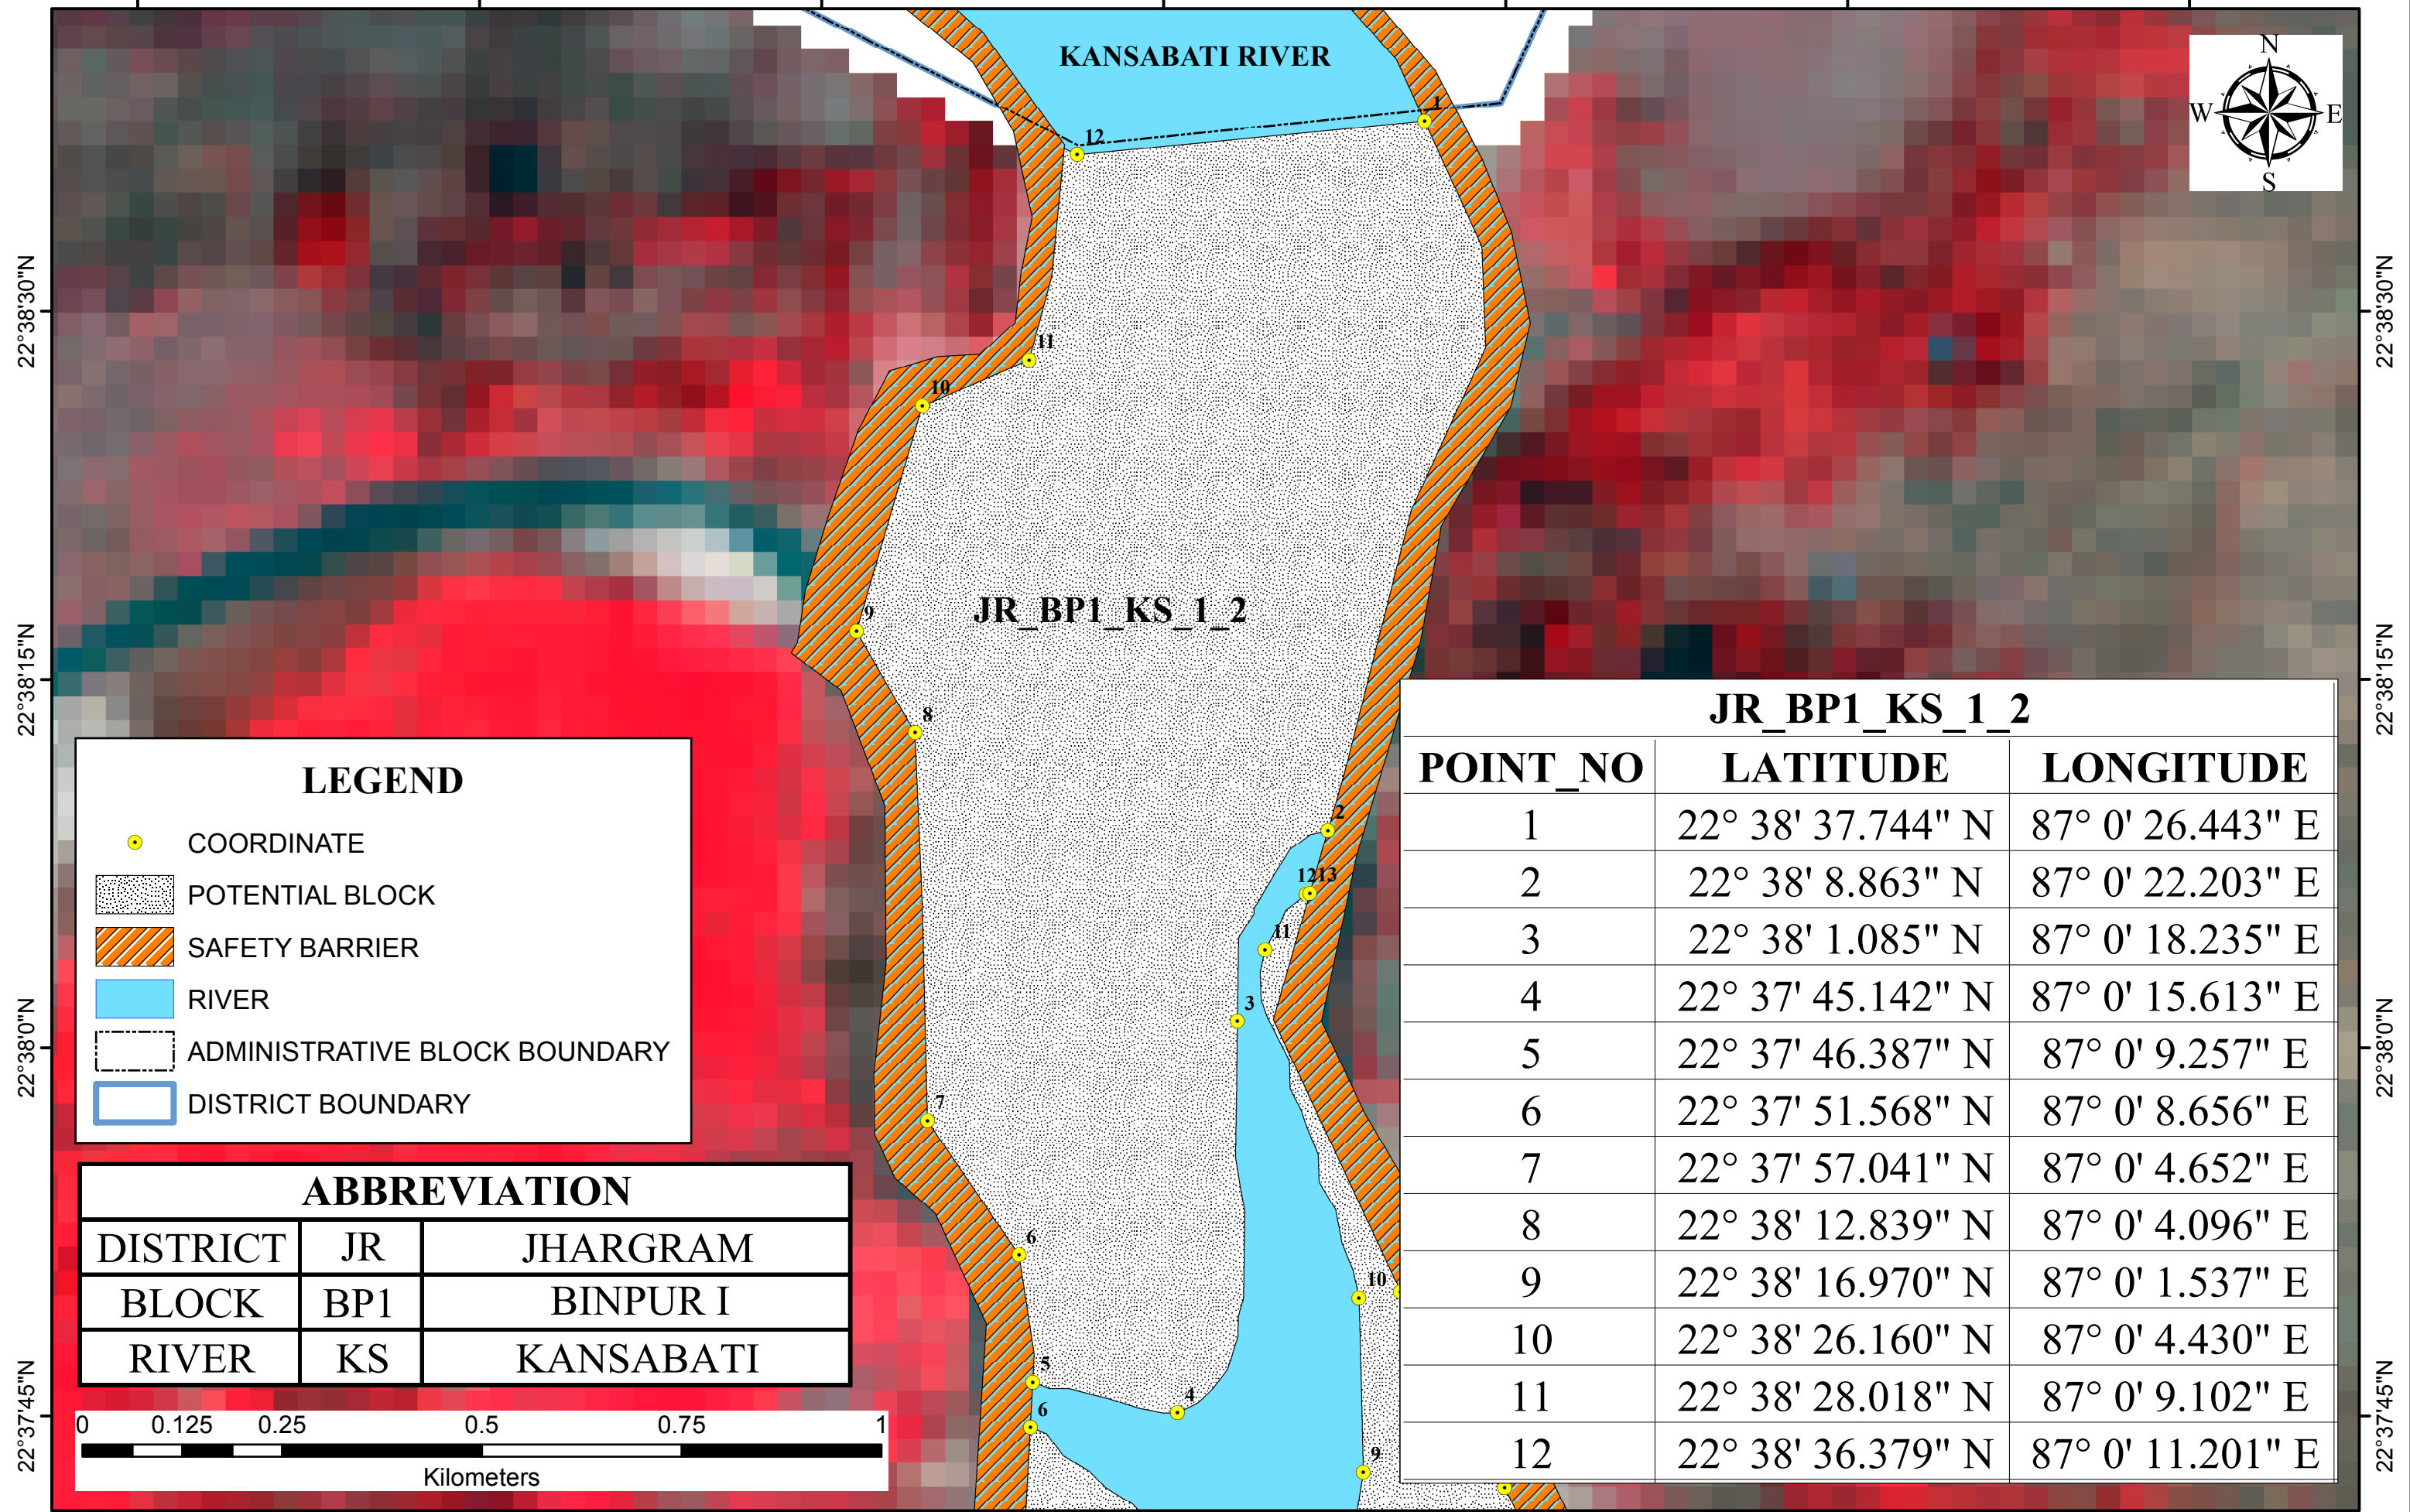 KANSABATI RIVER
N
W E
S
1
12
22°38'30"N
22°38'30"N
11
10
9
JR_BP1_KS_1_2
22°38'15"N
22°38'15"N
8
2
1213
11
3
7
6
10
5
4
6
9
22°38'0"N
22°38'0"N
22°37'45"N
22°37'45"N
LEGEND
COORDINATE
POTENTIAL BLOCK
SAFETY BARRIER
RIVER
ADMINISTRATIVE BLOCK BOUNDARY
DISTRICT BOUNDARY
ABBREVIATION
DISTRICT JR JHARGRAM
BLOCK BP1 BINPUR I
RIVER KS KANSABATI
0 0.125 0.25 0.5 0.75 1
Kilometers
JR_BP1_KS_1_2
POINT_NO LATITUDE LONGITUDE
1 22° 38' 37.744" N 87° 0' 26.443" E
2 22° 38' 8.863" N 87° 0' 22.203" E
3 22° 38' 1.085" N 87° 0' 18.235" E
4 22° 37' 45.142" N 87° 0' 15.613" E
5 22° 37' 46.387" N 87° 0' 9.257" E
6 22° 37' 51.568" N 87° 0' 8.656" E
7 22° 37' 57.041" N 87° 0' 4.652" E
8 22° 38' 12.839" N 87° 0' 4.096" E
9 22° 38' 16.970" N 87° 0' 1.537" E
10 22° 38' 26.160" N 87° 0' 4.430" E
11 22° 38' 28.018" N 87° 0' 9.102" E
12 22° 38' 36.379" N 87° 0' 11.201" E